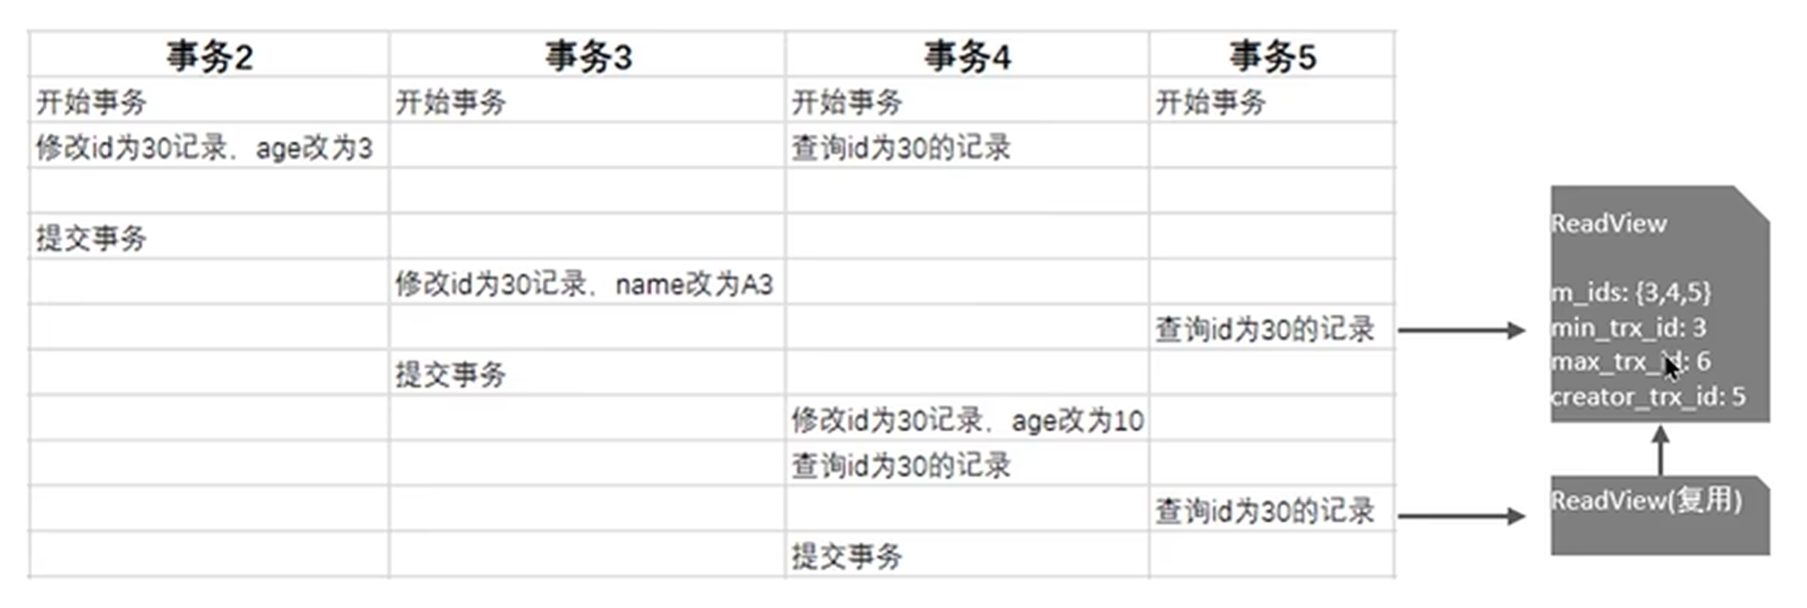 事务2 事务3 事务4 事务5
开始事务 开始事务 开始事务 开始事务
修改id为30记录，age改为3 查询id为30的记录
提交事务
修改id为30记录，name改为A3
查询id为30的记录
提交事务
修改id为30记录，age改为10
查询id为30的记录
查询id为30的记录
提交事务
ReadView
m_ids: {3,4,5}
min_trx_id: 3
max_trx_id: 6
creator_trx_id: 5
ReadView(复用)